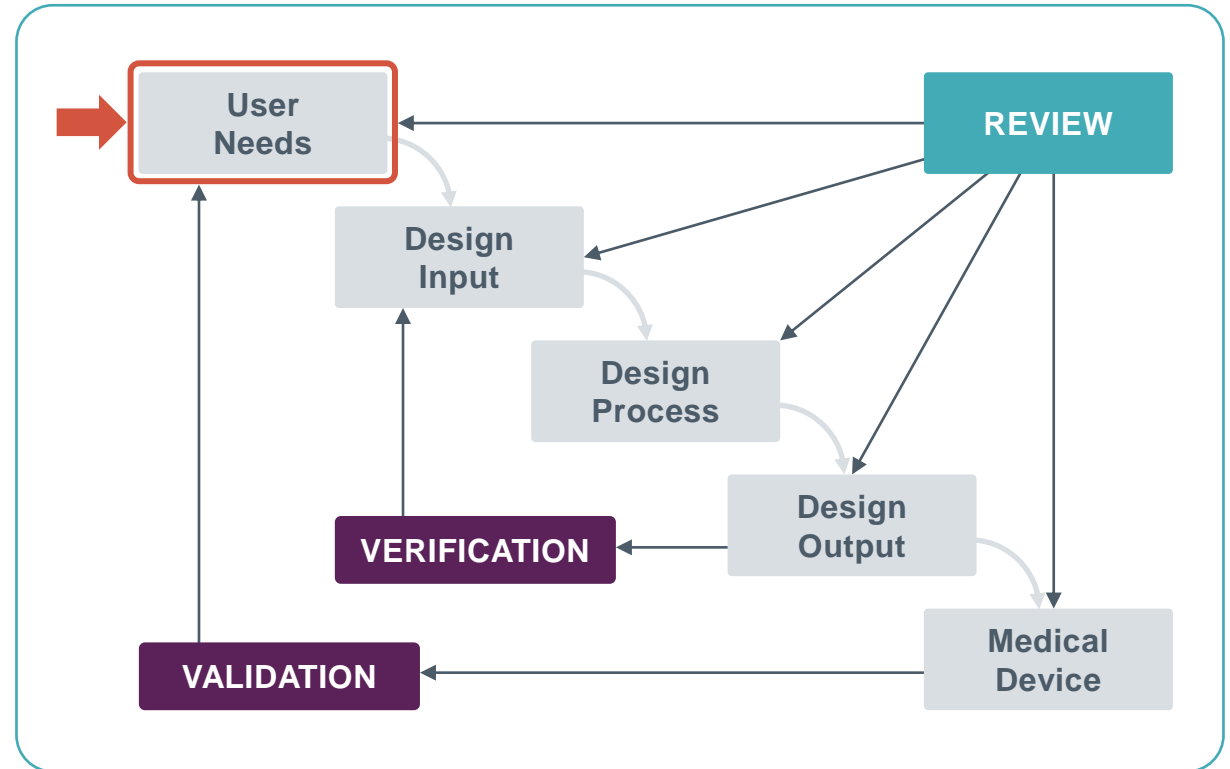 User
Needs
REVIEW
Design
Input
Design
Process
Design
Output
VERIFICATION
Medical
Device
VALIDATION